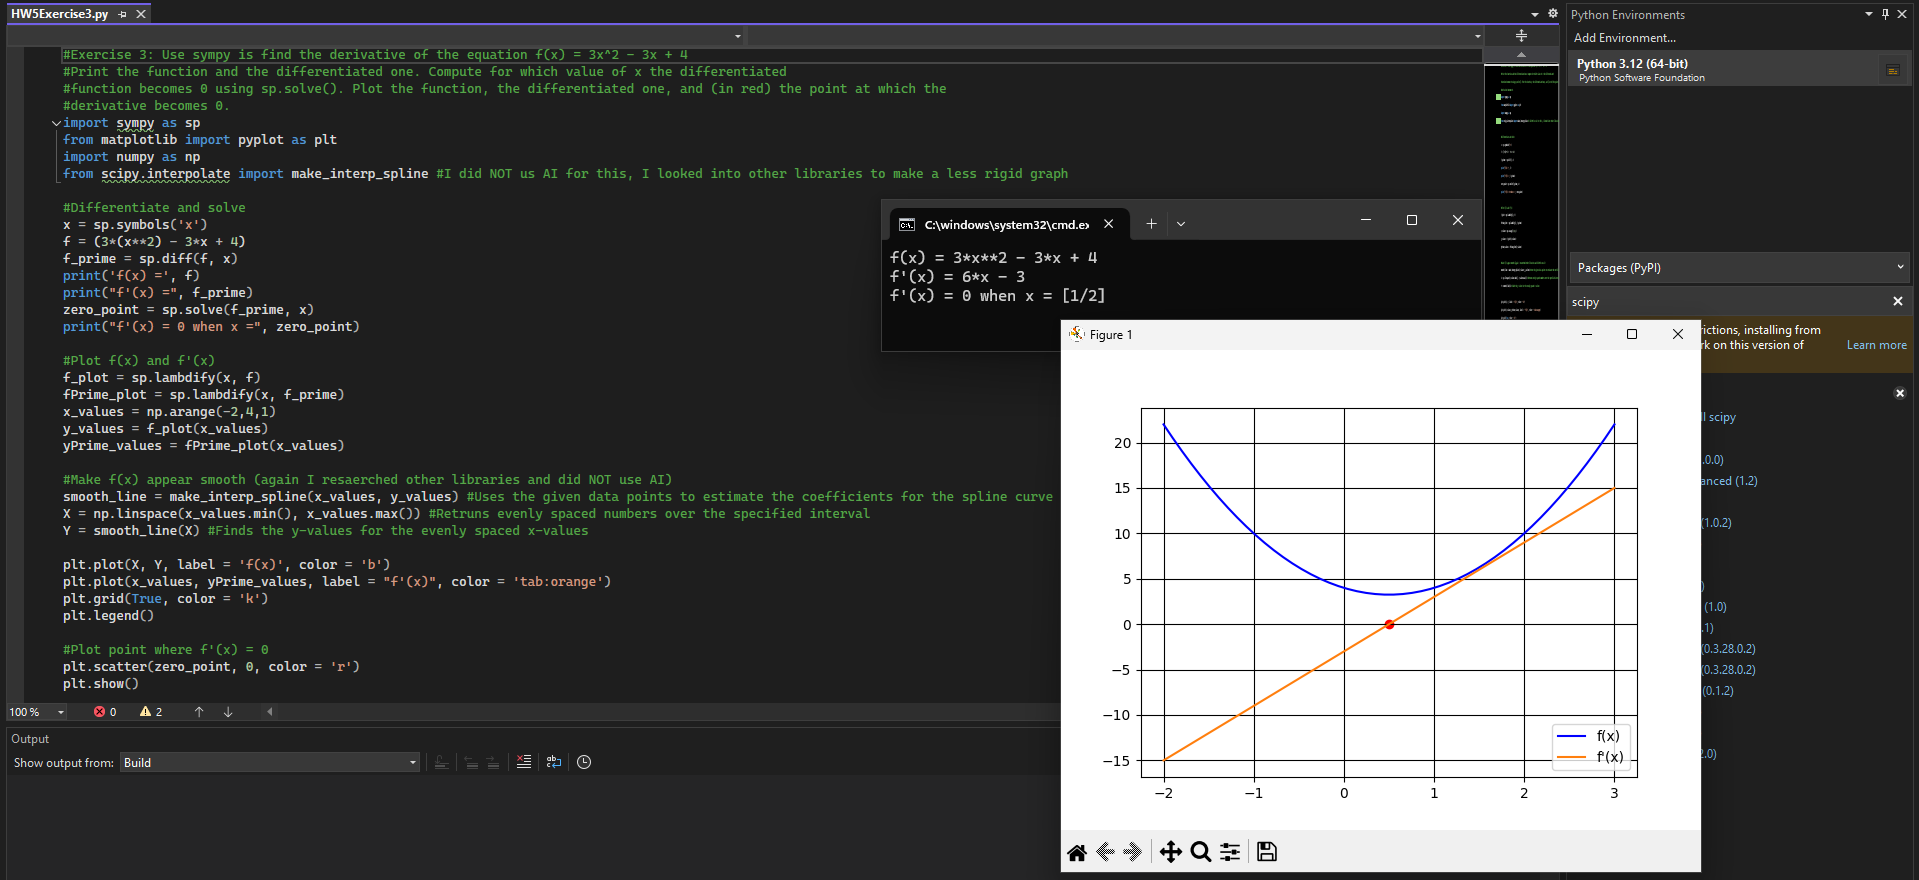 HW5Exercise3.py
#Exercise 3: Use sympy is find the derivative of the equation f(x) = 3x^2 - 3x + 4
#Print the function and the differentiated one. Compute for which value of x the differentiated
#function becomes 0 using sp.solve(). Plot the function, the differentiated one, and (in red) the point at which the
#derivative becomes 0.
import sympy as sp
from matplotlib import pyplot as plt
import numpy as np
from scipy.interpolate import make_interp_spline #I did NOT us AI for this, I looked into other libraries to make a less rigid graph
#Differentiate and solve
x = sp.symbols('x')
f = (3*(x**2) - 3*x + 4)
f_prime = sp.diff(f, x)
print('f(x) =', f)
print("f'(x) =", f_prime)
zero_point = sp.solve(f_prime, x)
print("f'(x) = 0 when x =", zero_point)
#Plot f(x) and f'(x)
f_plot = sp.lambdify(x, f)
fPrime_plot = sp.lambdify(x, f_prime)
x_values = np.arange(-2,4,1)
y_values = f_plot(x_values)
yPrime_values = fPrime_plot(x_values)
#Make f(x) appear smooth (again I resaerched other libraries and did NOT use AI)
smooth_line = make_interp_spline(x_values, y_values) #Uses the given data points to estimate the coefficients for the spline curve
X = np.linspace(x_values.min(), x_values.max()) #Retruns evenly spaced numbers over the specified interval
Y = smooth_line(X) #Finds the y-values for the evenly spaced x-values
plt.plot(X, Y, label = 'f(x)', color = 'b')
plt.plot(x_values, yPrime_values, label = "f'(x)", color = 'tab:orange')
plt.grid(True, color = 'k')
plt.legend()
#Plot point where f'(x) = 0
plt.scatter(zero_point, 0, color = 'r')
plt.show()
100 %
0
2
Output
Show output from: Build
C:\windows\system32\cmd.ex
f(x) = 3*x**2 - 3*x + 4
f'(x) = 6*x - 3
f'(x) = 0 when x = [1/2]
Figure 1
20
15
10
5
0
−5
−10
−15
−2 −1 0 1 2 3
f(x)
f'(x)
Python Environments
Add Environment...
Python 3.12 (64-bit)
Python Software Foundation
Packages (PyPI)
scipy
rictions, installing from
rk on this version of
Learn more
ll scipy
.0.0)
anced (1.2)
(1.0.2)
)
(1.0)
.1)
(0.3.28.0.2)
(0.3.28.0.2)
(0.1.2)
2.0)